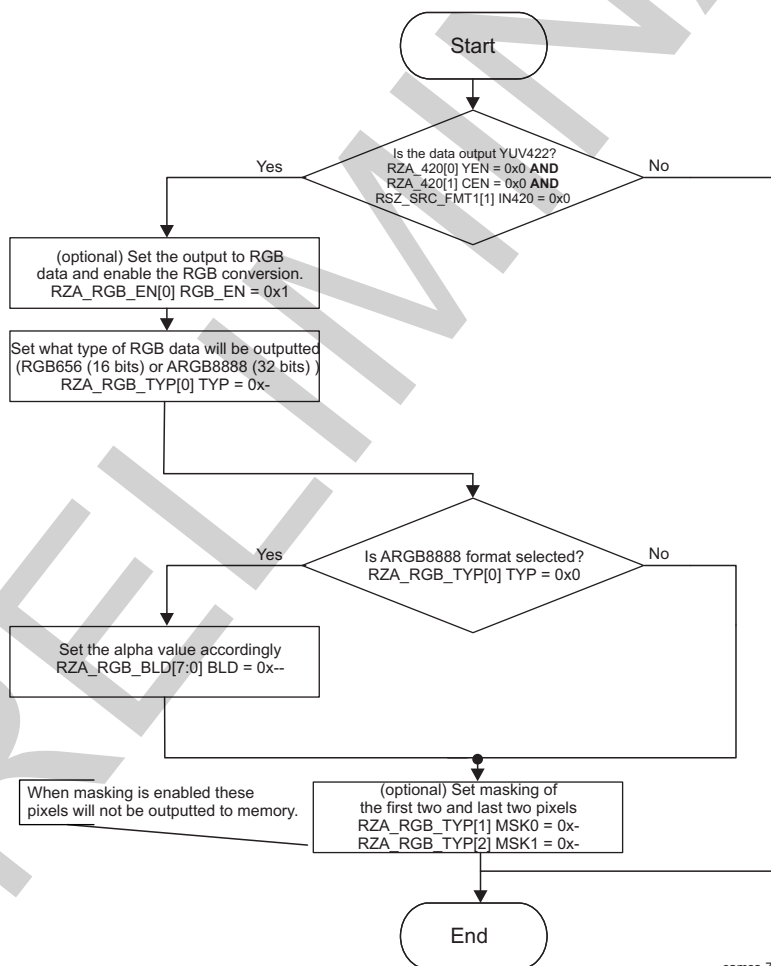 Start
Is the data output YUV422?
RZA_420[0] YEN = 0x0 AND
RZA_420[1] CEN = 0x0 AND
RSZ_SRC_FMT1[1] IN420 = 0x0
Yes
No
(optional) Set the output to RGB
data and enable the RGB conversion.
RZA_RGB_EN[0] RGB_EN = 0x1
Set what type of RGB data will be outputted
(RGB656 (16 bits) or ARGB8888 (32 bits) )
RZA_RGB_TYP[0] TYP = 0x-
Is ARGB8888 format selected?
RZA_RGB_TYP[0] TYP = 0x0
Yes
No
Set the alpha value accordingly
RZA_RGB_BLD[7:0] BLD = 0x--
When masking is enabled these
pixels will not be outputted to memory.
(optional) Set masking of
the first two and last two pixels
RZA_RGB_TYP[1] MSK0 = 0x-
RZA_RGB_TYP[2] MSK1 = 0x-
End
RELIMINA